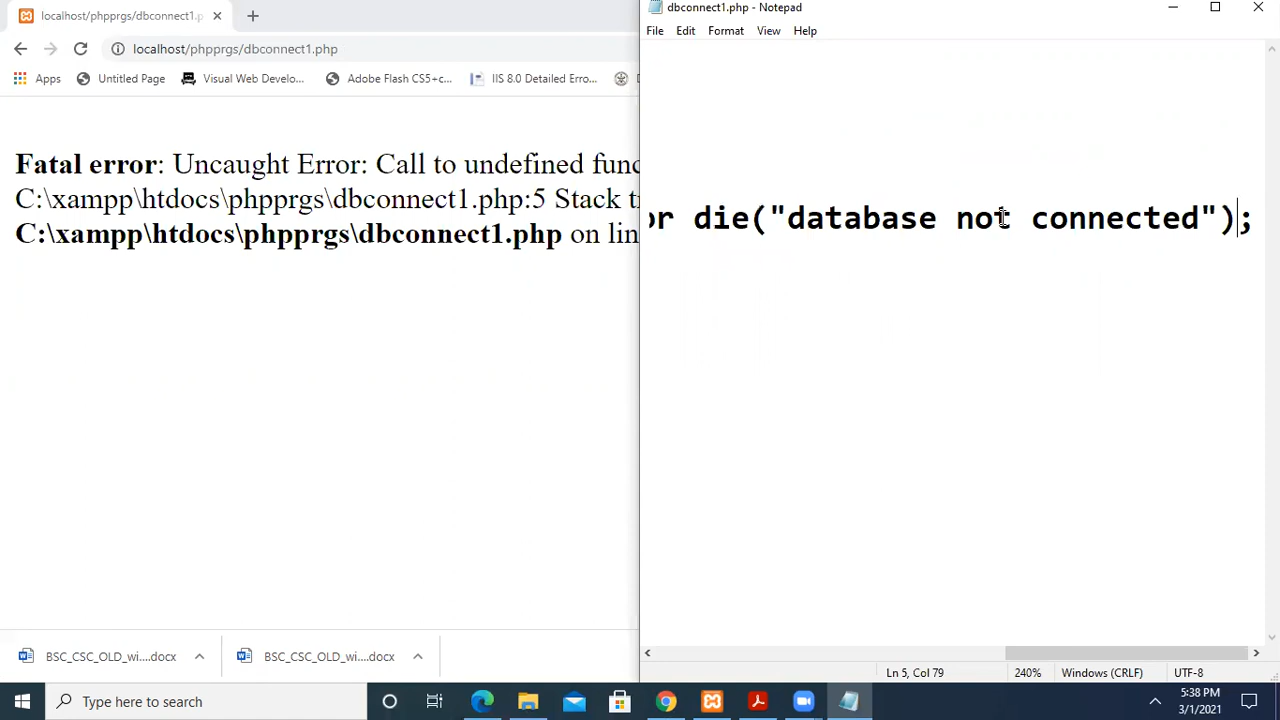 localhost/phpprgs/dbconnect1.p
dbconnect1.php - Notepad
localhost/phpprgs/dbconnect1.php
File Edit Format View Help
Apps Untitled Page Visual Web Develo... Adobe Flash CS5+c... IIS 8.0 Detailed Erro...
Fatal error: Uncaught Error: Call to undefined func
C:\xampp\htdocs\phpprgs\dbconnect1.php:5 Stack t
C:\xampp\htdocs\phpprgs\dbconnect1.php on lin
or die("database not connected");
BSC_CSC_OLD_wi....docx BSC_CSC_OLD_wi....docx
Ln 5, Col 79 240% Windows (CRLF) UTF-8
Type here to search
5:38 PM
3/1/2021